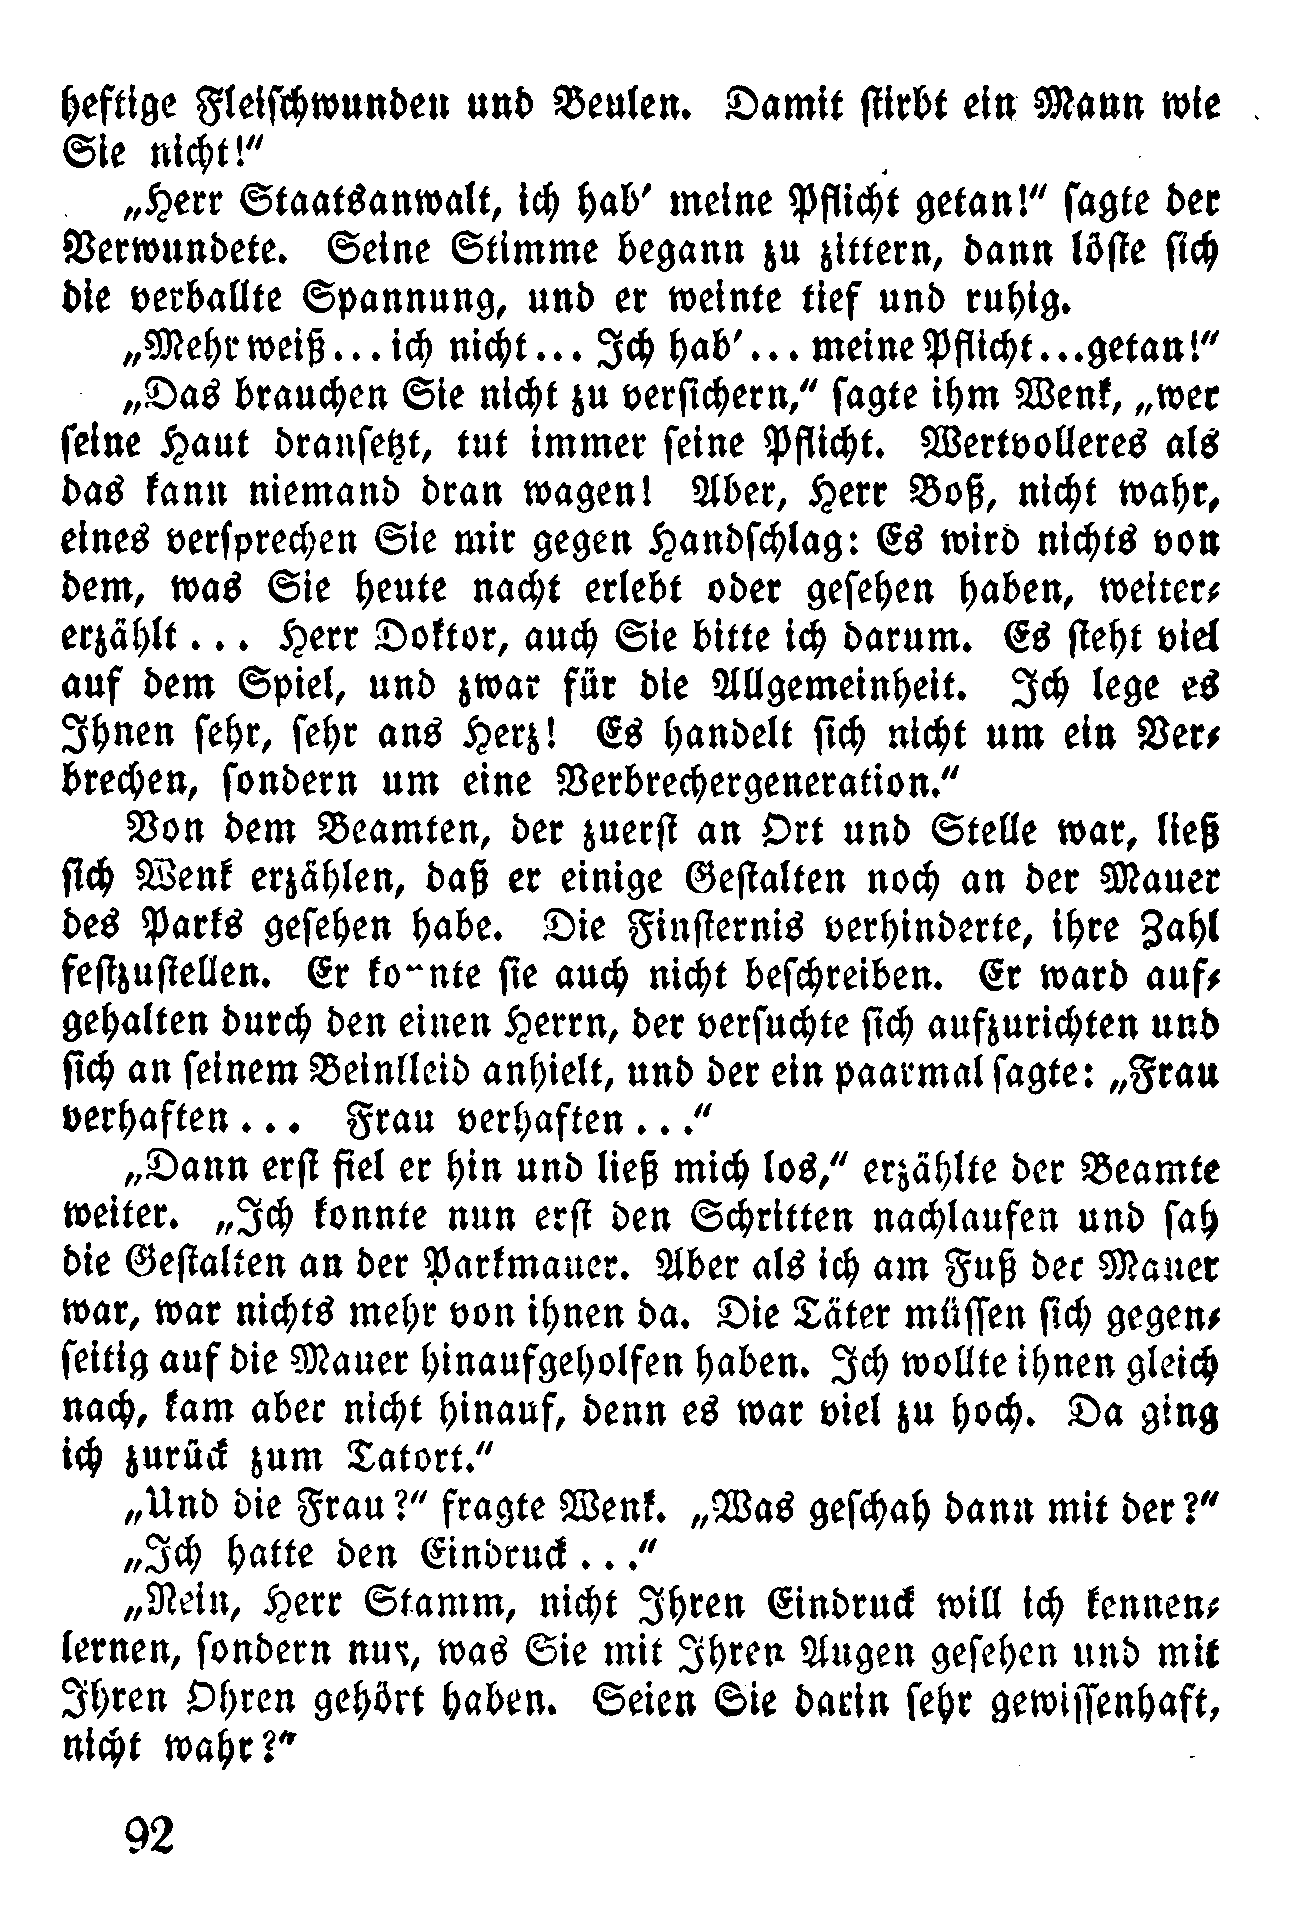 heftige Fleischwunden und Beulen. Damit stirbt ein Mann wie
Sie nicht!“
„Herr Staatsanwalt, ich hab’ meine Pflicht getan!“ sagte der
Verwundete. Seine Stimme begann zu zittern, dann löste sich
die verballte Spannung, und er weinte tief und ruhig.
„Mehr weiß... ich nicht... Ich hab’... meine Pflicht...getan!“
„Das brauchen Sie nicht zu versichern,“ sagte ihm Wenk, „wer
seine Haut dransetzt, tut immer seine Pflicht. Wertvolleres als
das kann niemand dran wagen! Aber, Herr Boß, nicht wahr,
eines versprechen Sie mir gegen Handschlag: Es wird nichts von
dem, was Sie heute nacht erlebt oder gesehen haben, weiter-
erzählt... Herr Doktor, auch Sie bitte ich darum. Es steht viel
auf dem Spiel, und zwar für die Allgemeinheit. Ich lege es
Ihnen sehr, sehr ans Herz! Es handelt sich nicht um ein Ver-
brechen, sondern um eine Verbrechergeneration.“
Von dem Beamten, der zuerst an Ort und Stelle war, ließ
sich Wenk erzählen, daß er einige Gestalten noch an der Mauer
des Parks gesehen habe. Die Finsternis verhinderte, ihre Zahl
festzustellen. Er konnte sie auch nicht beschreiben. Er ward auf-
gehalten durch den einen Herrn, der versuchte sich aufzurichten und
sich an seinem Beinkleid anhielt, und der ein paarmal sagte: „Frau
verhaften... Frau verhaften...“
„Dann erst fiel er hin und ließ mich los,“ erzählte der Beamte
weiter. „Ich konnte nun erst den Schritten nachlaufen und sah
die Gestalten an der Parkmauer. Aber als ich am Fuß der Mauer
war, war nichts mehr von ihnen da. Die Täter müssen sich gegen-
seitig auf die Mauer hinaufgeholfen haben. Ich wollte ihnen gleich
nach, kam aber nicht hinauf, denn es war viel zu hoch. Da ging
ich zurück zum Tatort.“
„Und die Frau?“ fragte Wenk. „Was geschah dann mit der?“
„Ich hatte den Eindruck...“
„Nein, Herr Stamm, nicht Ihren Eindruck will ich kennen-
lernen, sondern nur, was Sie mit Ihren Augen gesehen und mit
Ihren Ohren gehört haben. Seien Sie darin sehr gewissenhaft,
nicht wahr?“
92